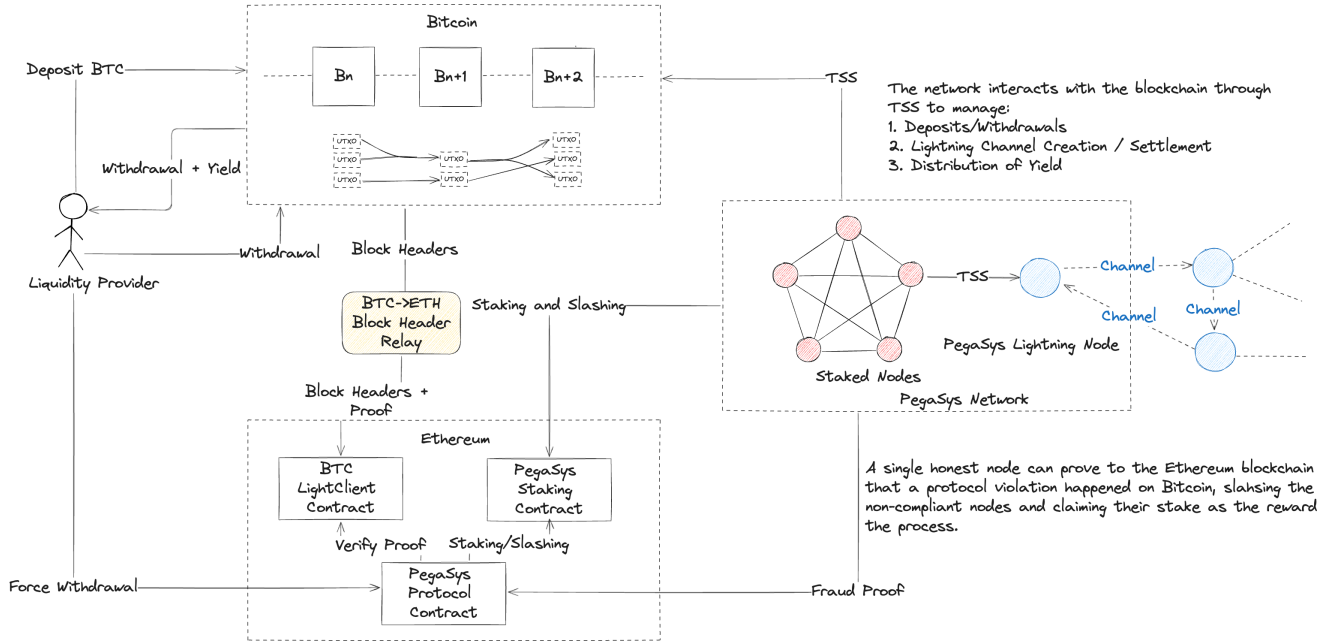 Bitcoin
Bn
Bn+1
Bn+2
UTXO
UTXO
UTXO
UTXO
UTXO
UTXO
UTXO
UTXO
Deposit BTC
Withdrawal + Yield
Withdrawal
Liquidity Provider
Block Headers
BTC->ETH
Block Header
Relay
Block Headers +
Proof
Staking and Slashing
TSS
The network interacts with the blockchain through
TSS to manage:
1. Deposits/Withdrawals
2. Lightning Channel Creation / Settlement
3. Distribution of Yield
TSS
Channel
Channel
Channel
PegaSys Lightning Node
Staked Nodes
PegaSys Network
Ethereum
BTC
LightClient
Contract
PegaSys
Staking
Contract
Verify Proof
Staking/Slashing
PegaSys
Protocol
Contract
Force Withdrawal
Fraud Proof
A single honest node can prove to the Ethereum blockchain
that a protocol violation happened on Bitcoin, slahsing the
non-compliant nodes and claiming their stake as the reward
the process.